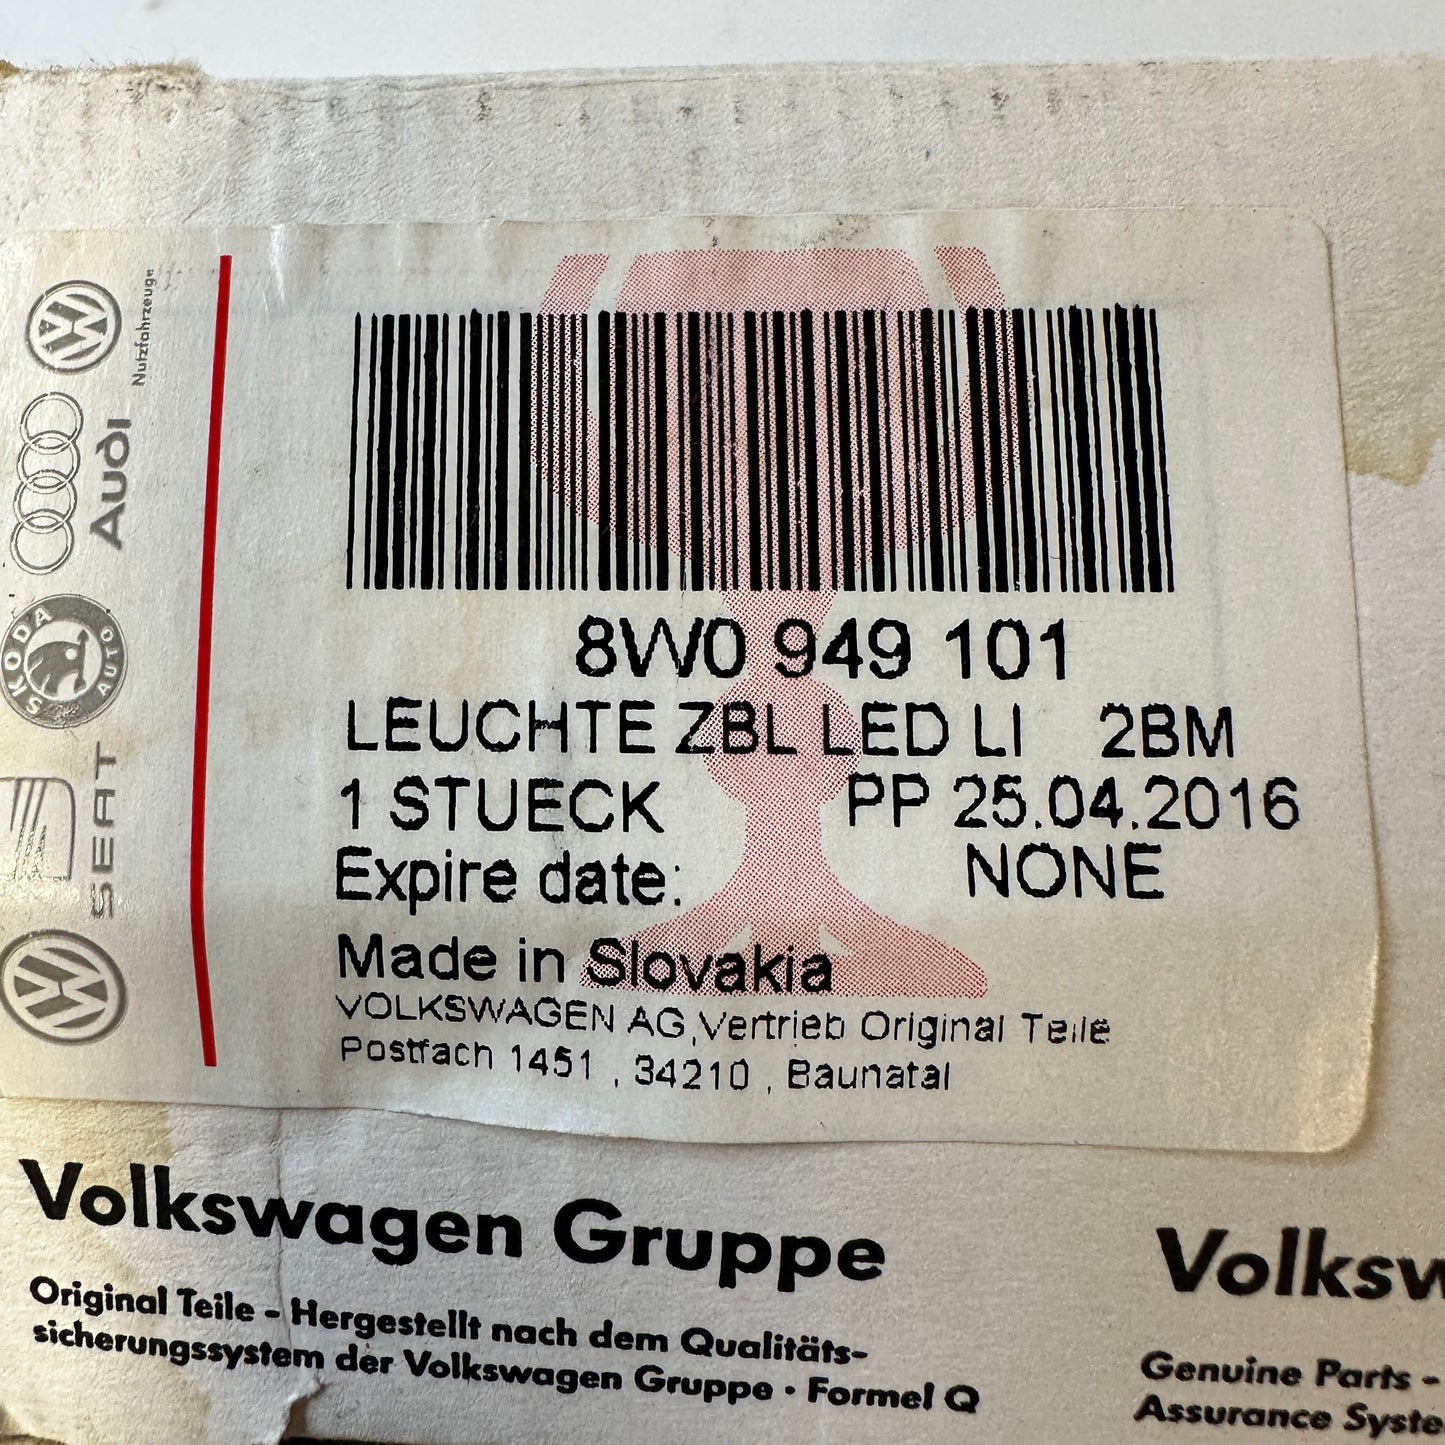 Nutzfahrzeuge
Audi
SKODA AUTO
SEAT
8W0 949 101
LEUCHTE ZBL LED LI 2BM
1 STUECK PP 25.04.2016
Expire date: NONE
Made in Slovakia
VOLKSWAGEN AG,Vertrieb Original Teile
Postfach 1451 , 34210 , Baunatal
Volkswagen Gruppe
Original Teile - Hergestellt nach dem Qualitäts-
sicherungssystem der Volkswagen Gruppe · Formel Q
Volksw
Genuine Parts -
Assurance Syste